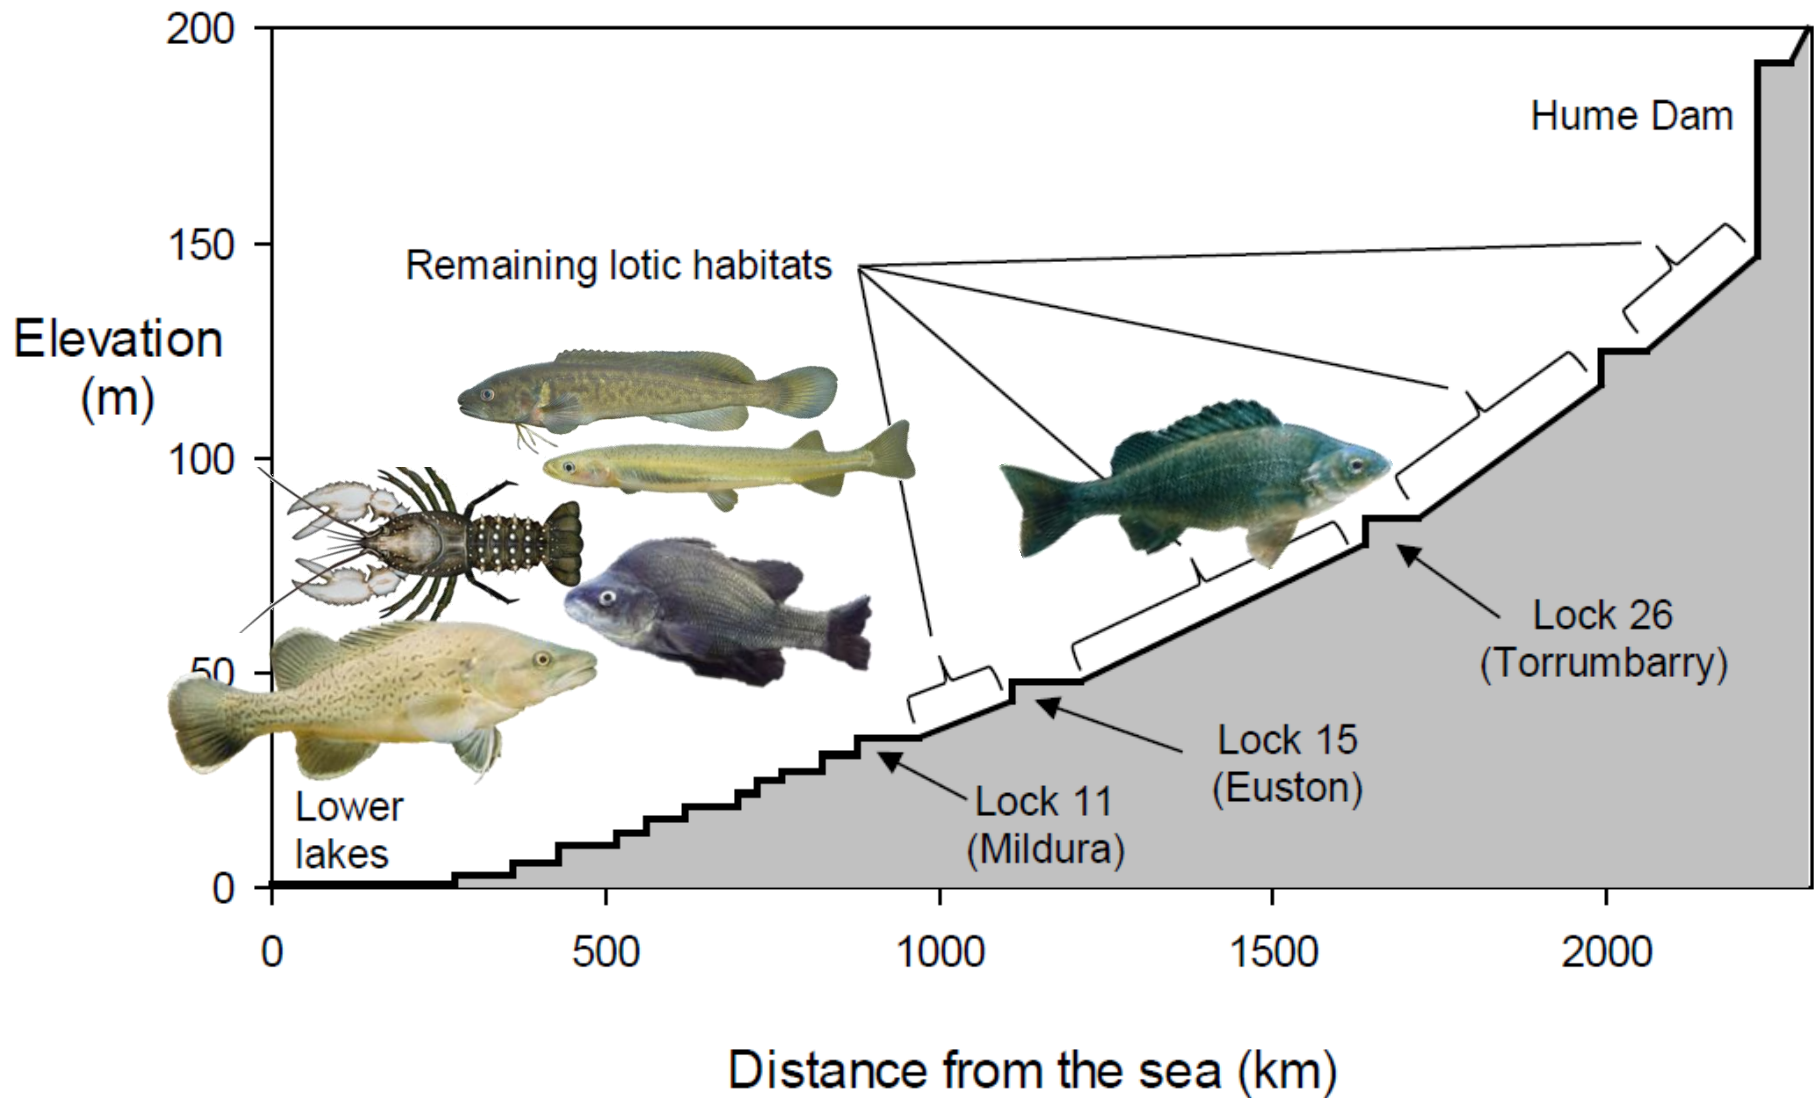 200
Hume Dam
150
Remaining lotic habitats
Elevation
(m)
100
Lock 26
(Torrumbarry)
50
Lock 15
(Euston)
Lock 11
(Mildura)
Lower
lakes
0
0 500 1000 1500 2000
Distance from the sea (km)